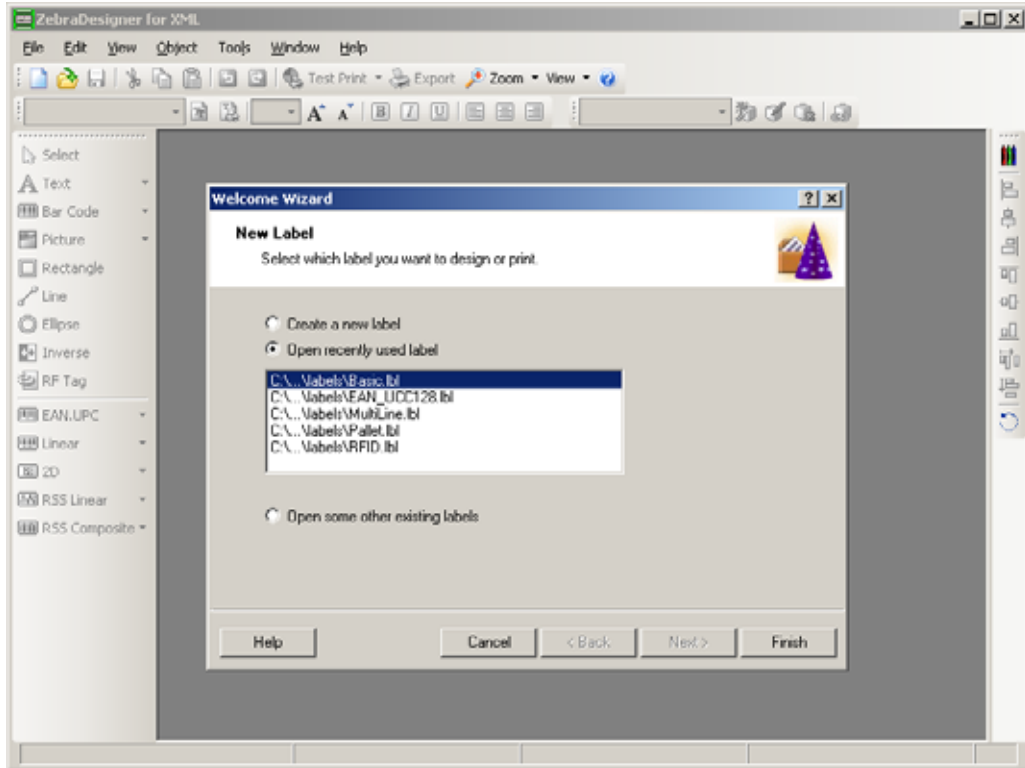 ZebraDesigner for XML
File Edit View Object Tools Window Help
Test Print Export Zoom View
A A B I U
Select
Text
Bar Code
Picture
Rectangle
Line
Ellipse
Inverse
RF Tag
EAN.UPC
Linear
2D
RSS Linear
RSS Composite
Welcome Wizard
New Label
Select which label you want to design or print.
Create a new label
Open recently used label
C:\...\labels\Basic.lbl
C:\...\labels\EAN_UCC128.lbl
C:\...\labels\MultiLine.lbl
C:\...\labels\Pallet.lbl
C:\...\labels\RFID.lbl
Open some other existing labels
Help Cancel < Back Next > Finish